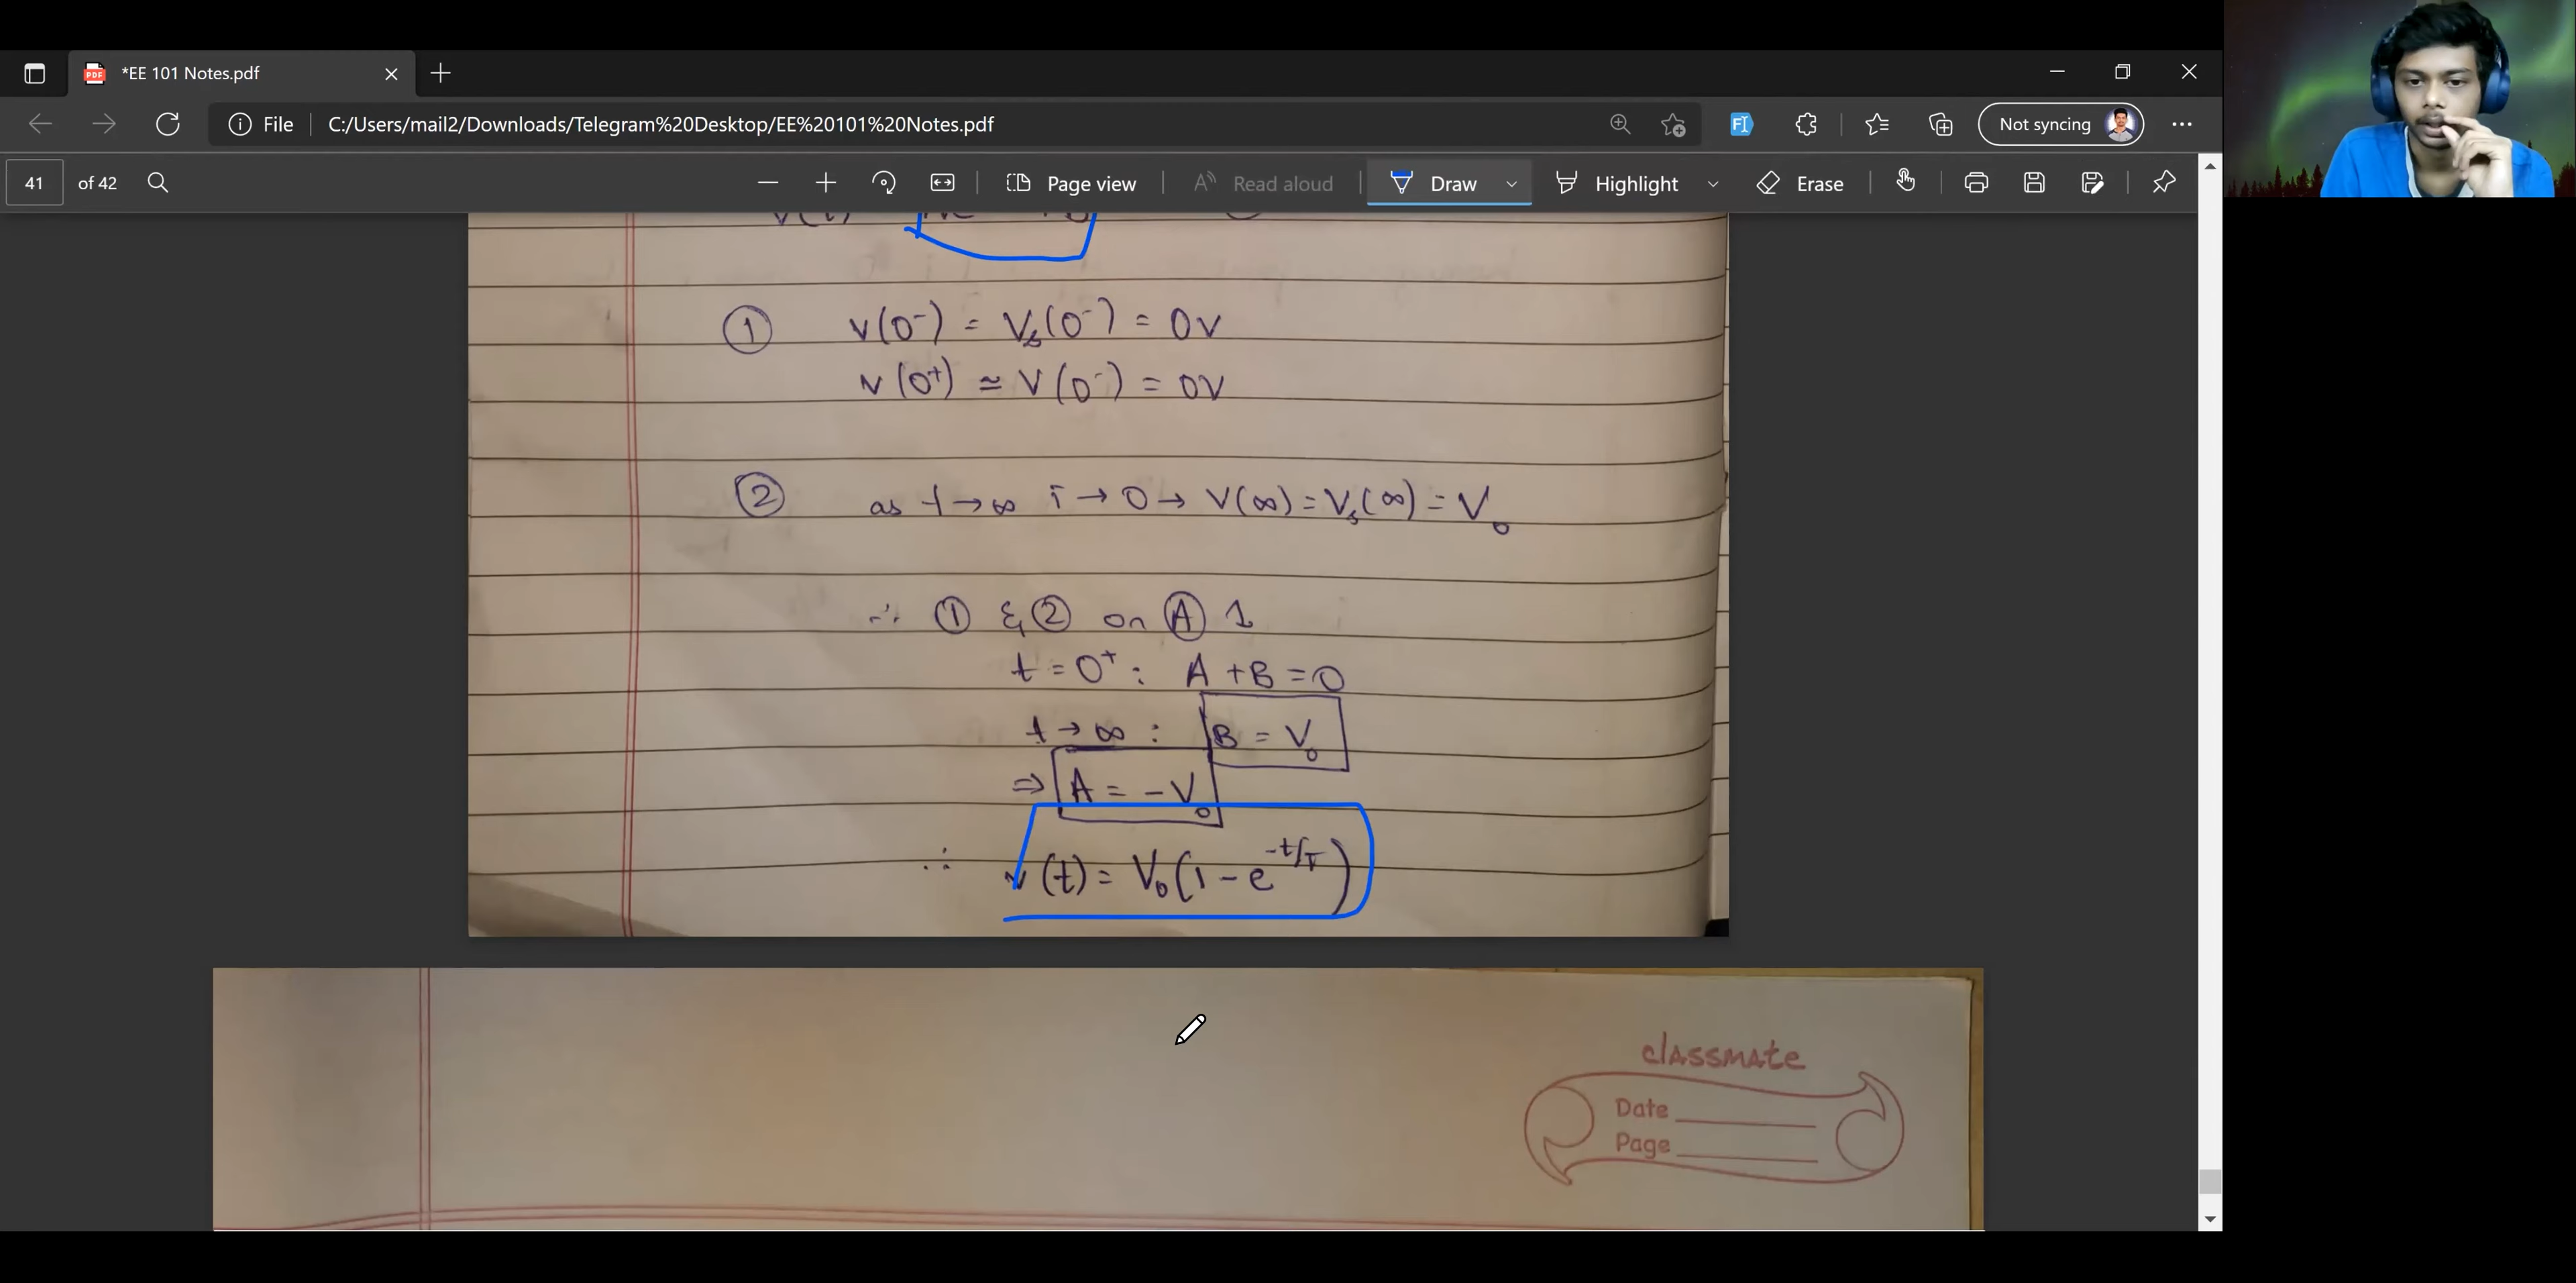 *EE 101 Notes.pdf
File C:/Users/mail2/Downloads/Telegram%20Desktop/EE%20101%20Notes.pdf
Not syncing
41 of 42
Page view
Read aloud
Draw
Highlight
Erase
① v(0⁻) = Vₛ(0⁻) = 0V
v(0⁺) ≃ V(0⁻) = 0V
② as t → ∞ i → 0 → V(∞) = Vₛ(∞) = V₀
∴ ① & ② on Ⓐ 1
t = 0⁺ : A + B = 0
t → ∞ : B = V₀
⇒ A = - V₀
∴ v(t) = V₀(1 - e^(-t/τ))
classmate
Date
Page